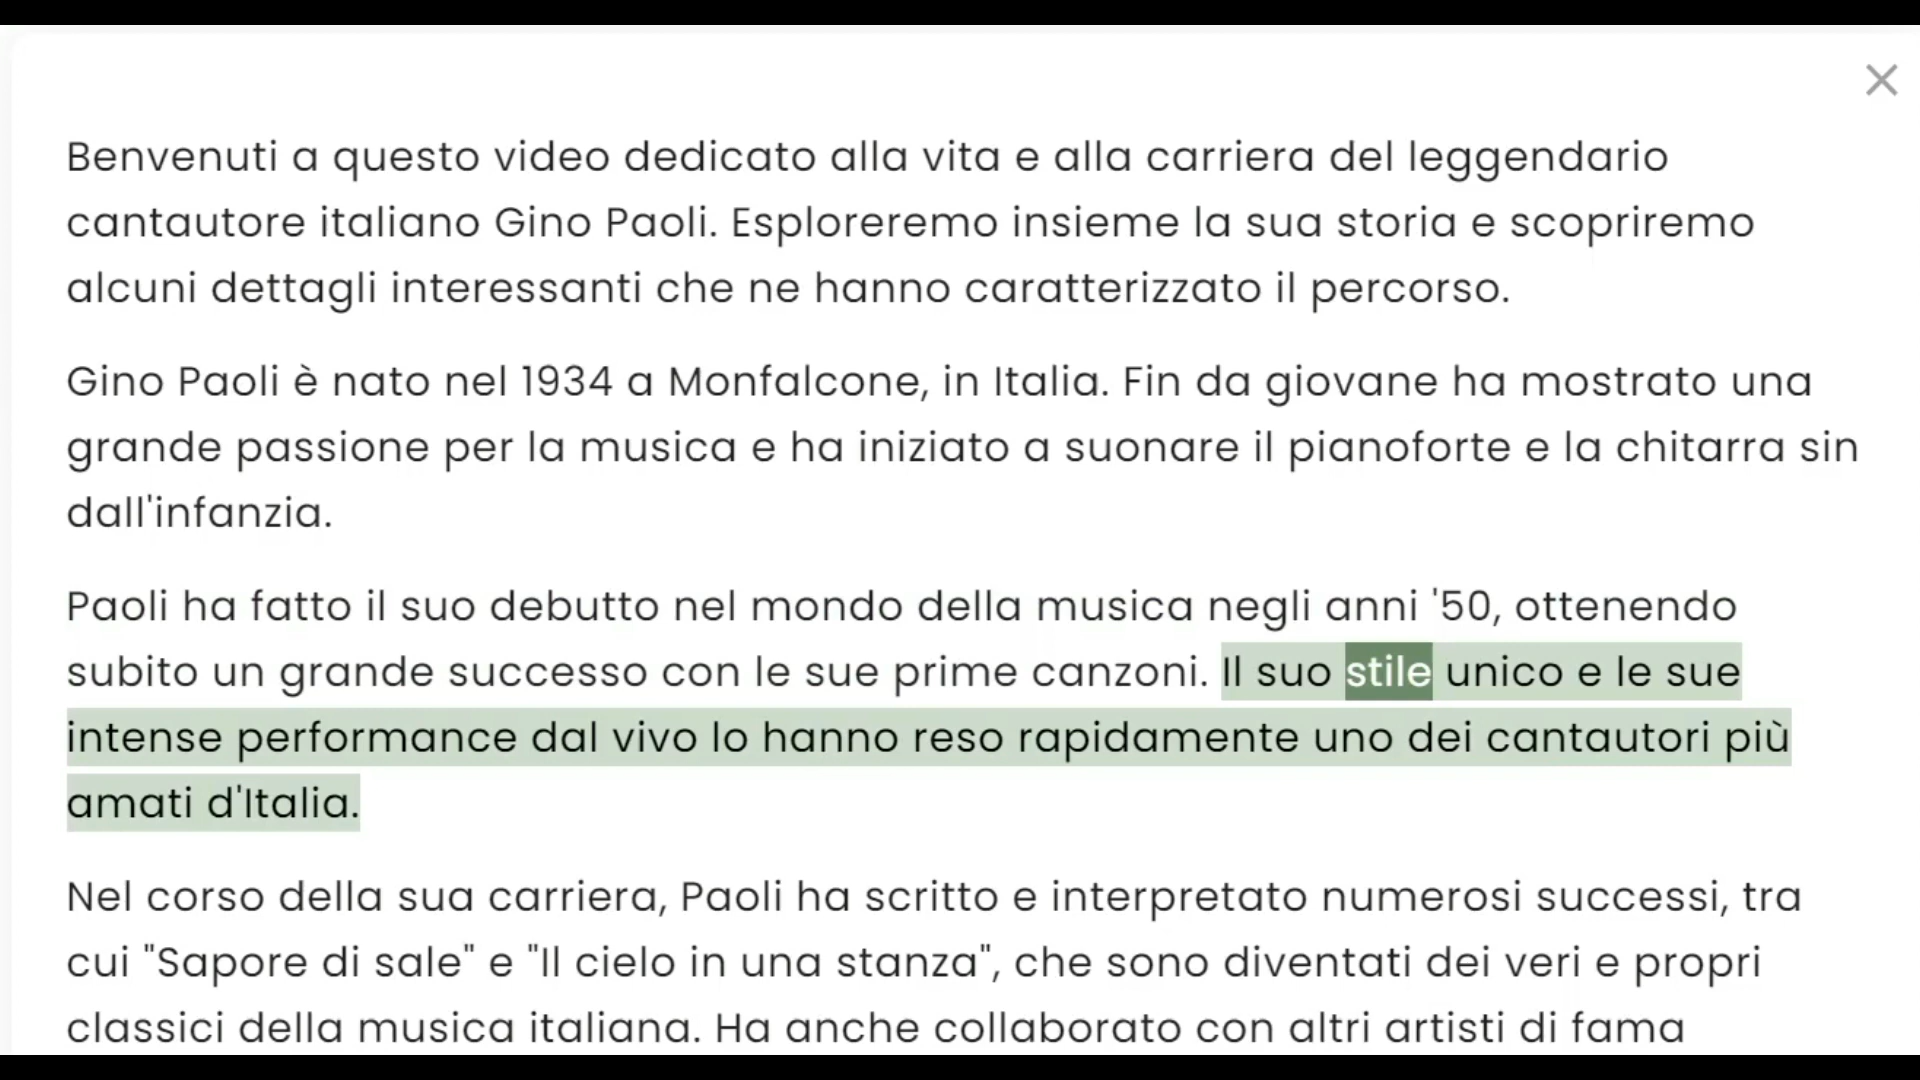 Benvenuti a questo video dedicato alla vita e alla carriera del leggendario
cantautore italiano Gino Paoli. Esploreremo insieme la sua storia e scopriremo
alcuni dettagli interessanti che ne hanno caratterizzato il percorso.
Gino Paoli è nato nel 1934 a Monfalcone, in Italia. Fin da giovane ha mostrato una
grande passione per la musica e ha iniziato a suonare il pianoforte e la chitarra sin
dall'infanzia.
Paoli ha fatto il suo debutto nel mondo della musica negli anni '50, ottenendo
subito un grande successo con le sue prime canzoni. Il suo stile unico e le sue
intense performance dal vivo lo hanno reso rapidamente uno dei cantautori più
amati d'Italia.
Nel corso della sua carriera, Paoli ha scritto e interpretato numerosi successi, tra
cui "Sapore di sale" e "Il cielo in una stanza", che sono diventati dei veri e propri
classici della musica italiana. Ha anche collaborato con altri artisti di fama